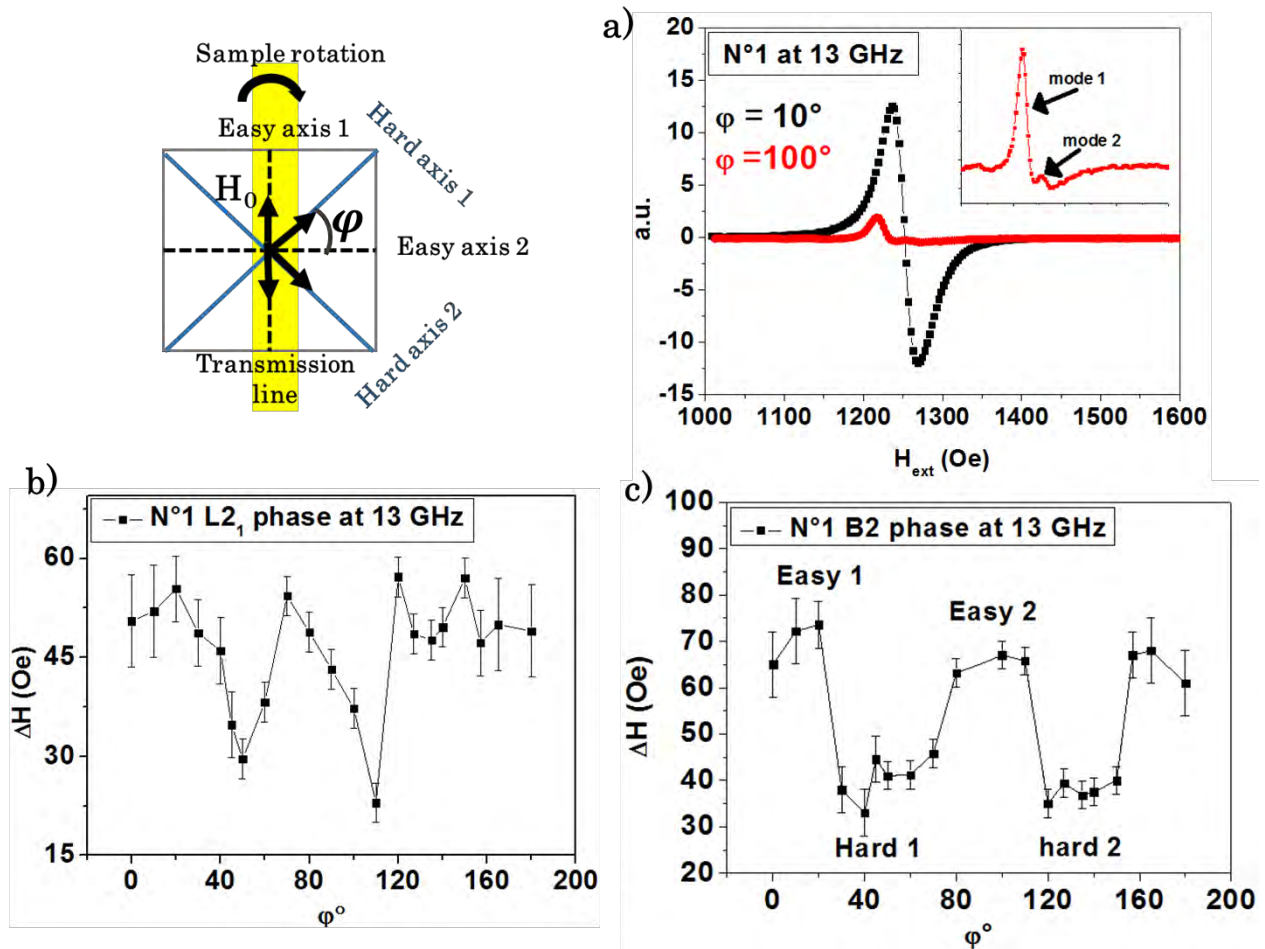 Sample rotation
Easy axis 1
Hard axis 1
H₀
φ
Easy axis 2
Hard axis 2
Transmission
line
a)
20
15
10
5
0
-5
-10
-15
a.u.
N°1 at 13 GHz
φ = 10°
φ =100°
mode 1
mode 2
1000 1100 1200 1300 1400 1500 1600
H_ext (Oe)
b)
N°1 L2₁ phase at 13 GHz
60
45
30
15
ΔH (Oe)
0 40 80 120 160 200
φ°
c)
100
90
80
70
60
50
40
30
20
ΔH (Oe)
N°1 B2 phase at 13 GHz
Easy 1
Easy 2
Hard 1
hard 2
0 40 80 120 160 200
φ°